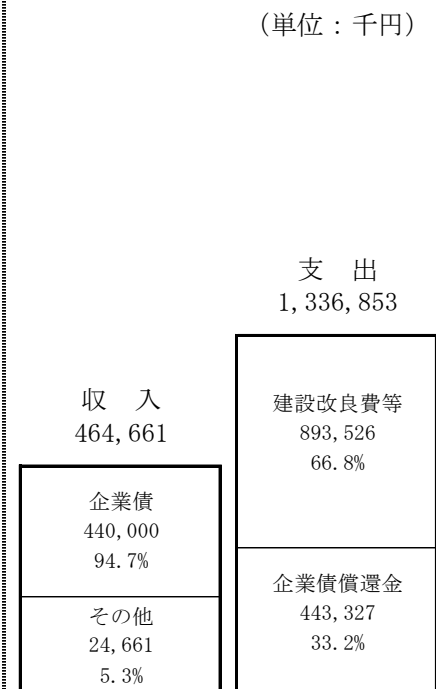 (単位：千円)
支　出
1,336,853
建設改良費等
893,526
66.8%
企業債償還金
443,327
33.2%
収　入
464,661
企業債
440,000
94.7%
その他
24,661
5.3%